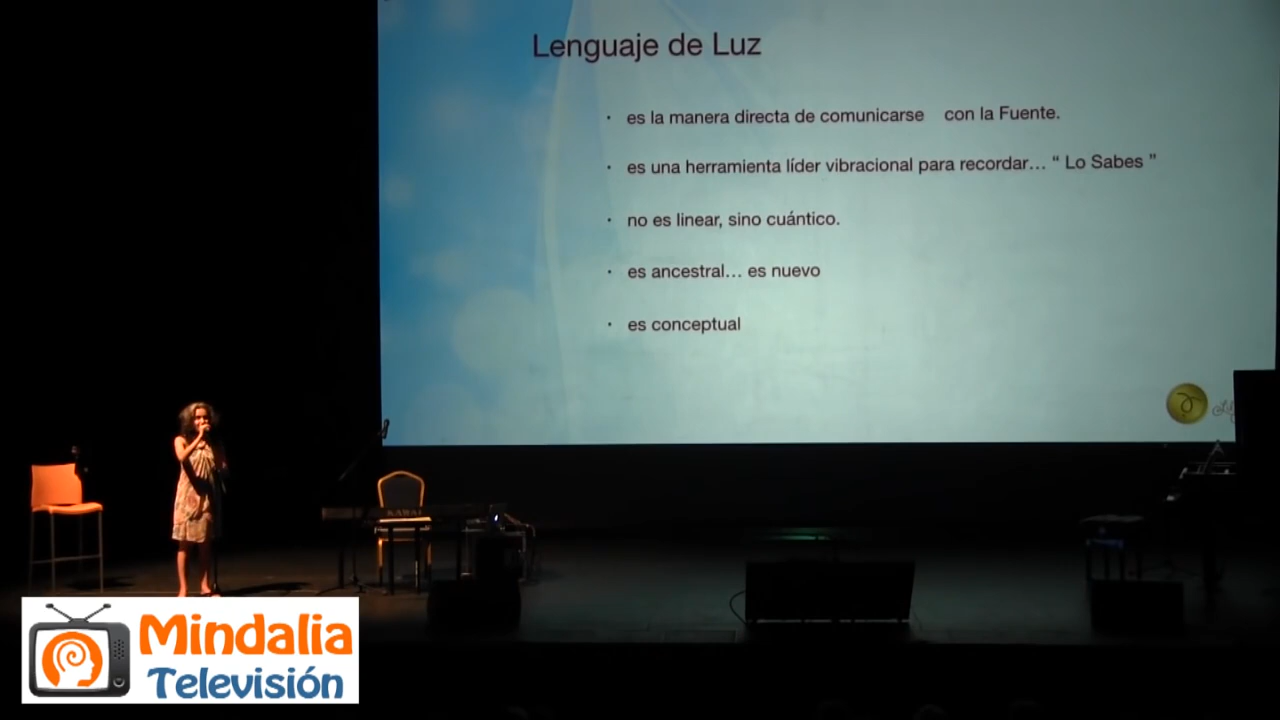 Lenguaje de Luz
· es la manera directa de comunicarse con la Fuente.
· es una herramienta líder vibracional para recordar... “ Lo Sabes ”
· no es linear, sino cuántico.
· es ancestral... es nuevo
· es conceptual
KAWAI
Mindalia
Televisión